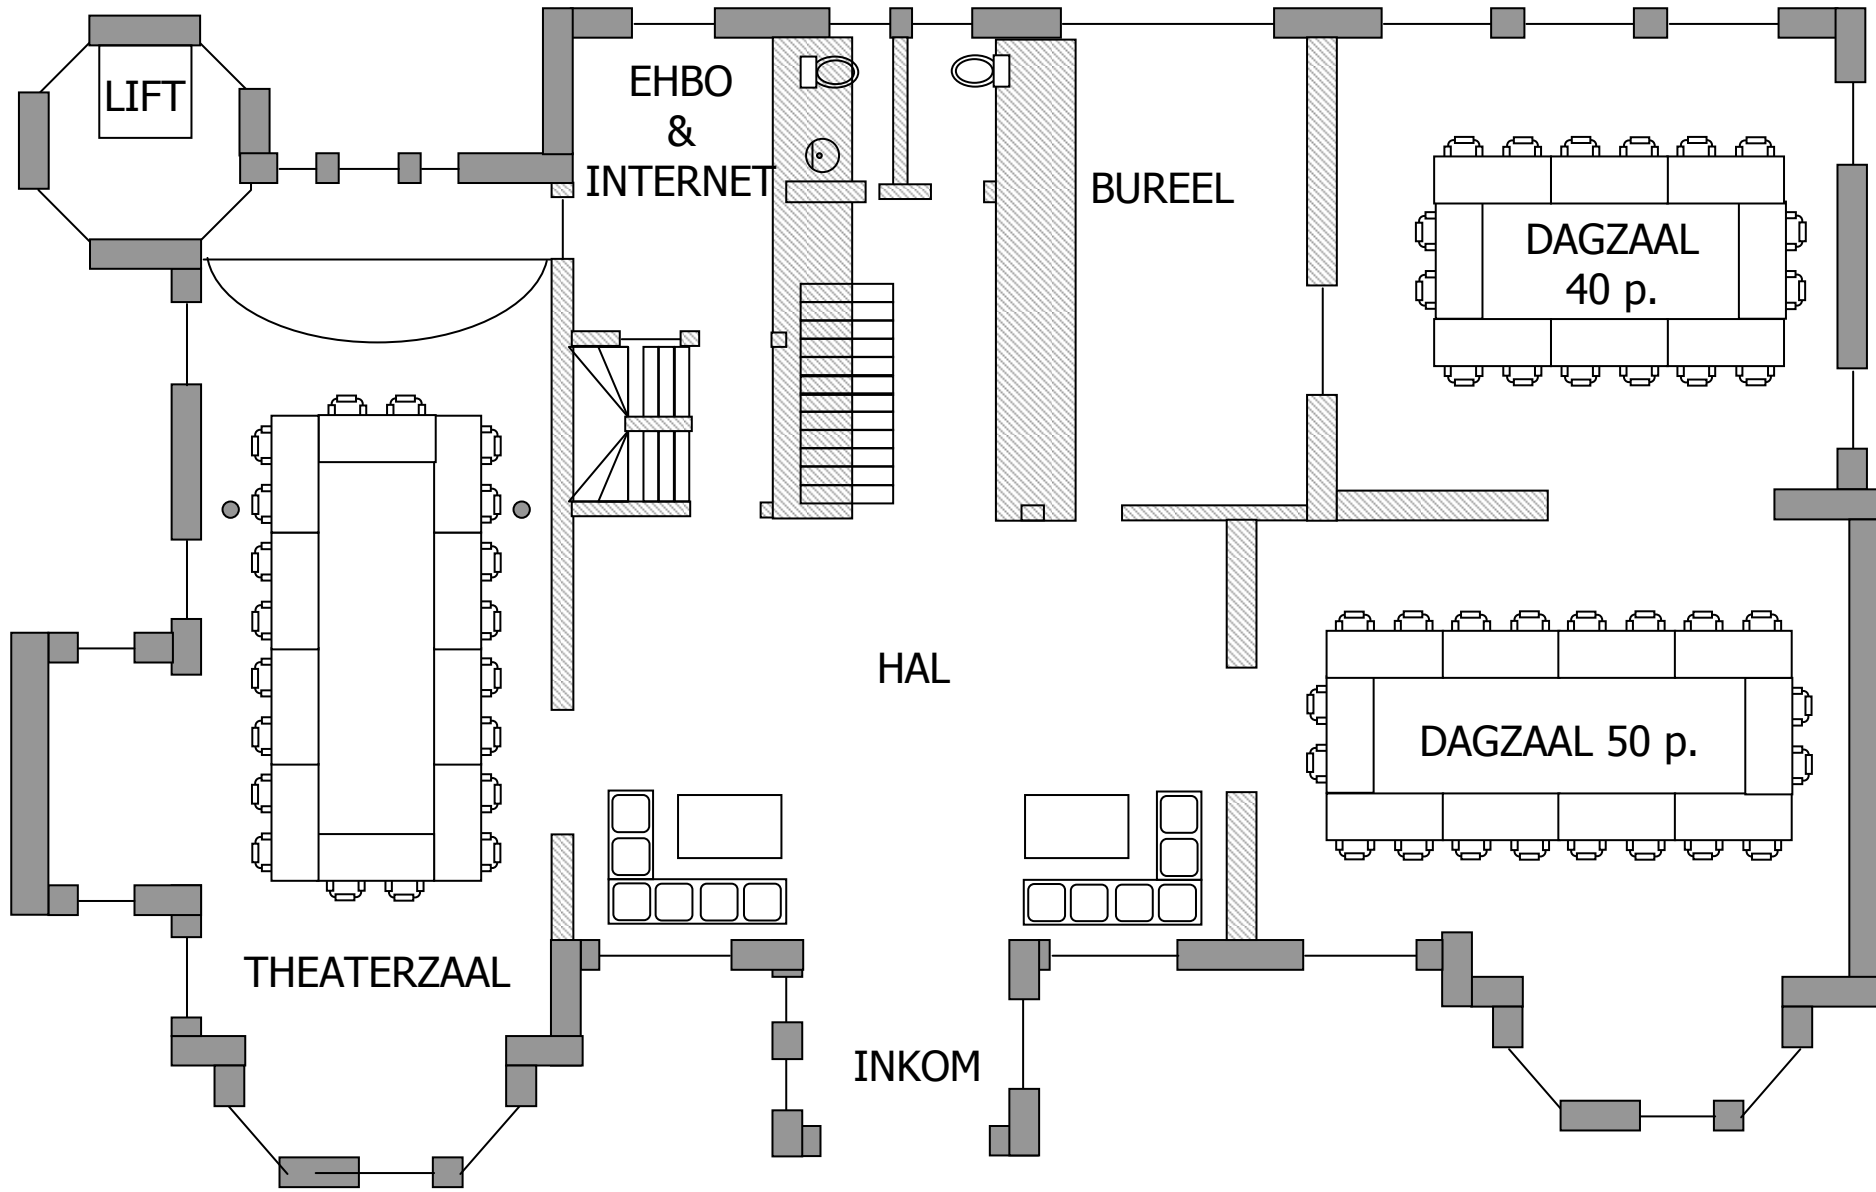 LIFT
EHBO
&
INTERNET
BUREEL
DAGZAAL
40 p.
HAL
DAGZAAL 50 p.
THEATERZAAL
INKOM